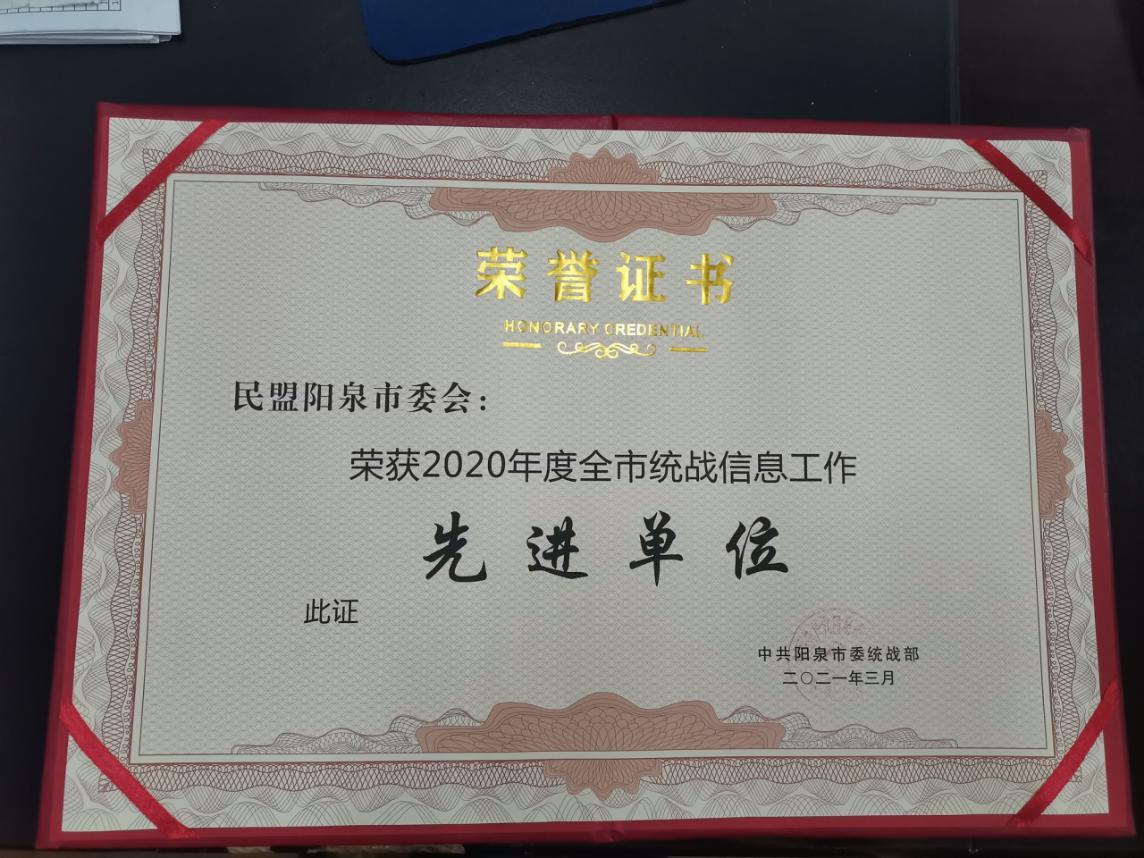 荣誉证书
HONORARY CREDENTIAL
民盟阳泉市委会：
荣获2020年度全市统战信息工作
先进单位
此证
中共阳泉市委统战部
二〇二一年三月